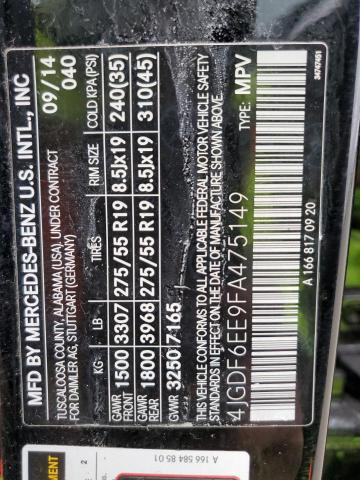 MFD BY MERCEDES-BENZ U.S. INTL., INC
TUSCALOOSA COUNTY, ALABAMA (USA), UNDER CONTRACT
FOR DAIMLER AG, STUTTGART (GERMANY)
09/14
040
KG LB TIRES RIM SIZE COLD KPA(PSI)
GAWR FRONT 1500 3307 275/55 R19 8.5Jx19 240(35)
GAWR REAR 1800 3968 275/55 R19 8.5Jx19 310(45)
GVWR 3250 7165
VEHICLE CONFORMS TO ALL APPLICABLE FEDERAL MOTOR VEHICLE SAFETY
STANDARDS IN EFFECT ON THE DATE OF MANUFACTURE SHOWN ABOVE.
4JGDF6EE9FA475149 TYPE: MPV
A 166 817 09 20
34747451
A 166 584 85 01
2